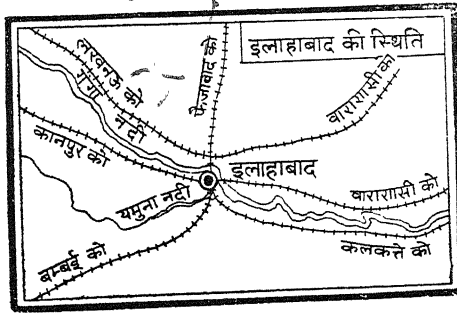 इलाहाबाद की स्थिति
लखनऊ को
गंगा नदी
फैजाबाद को
वाराणसी को
कानपुर को
इलाहाबाद
यमुना नदी
वाराणसी को
कलकत्ते को
बम्बई को